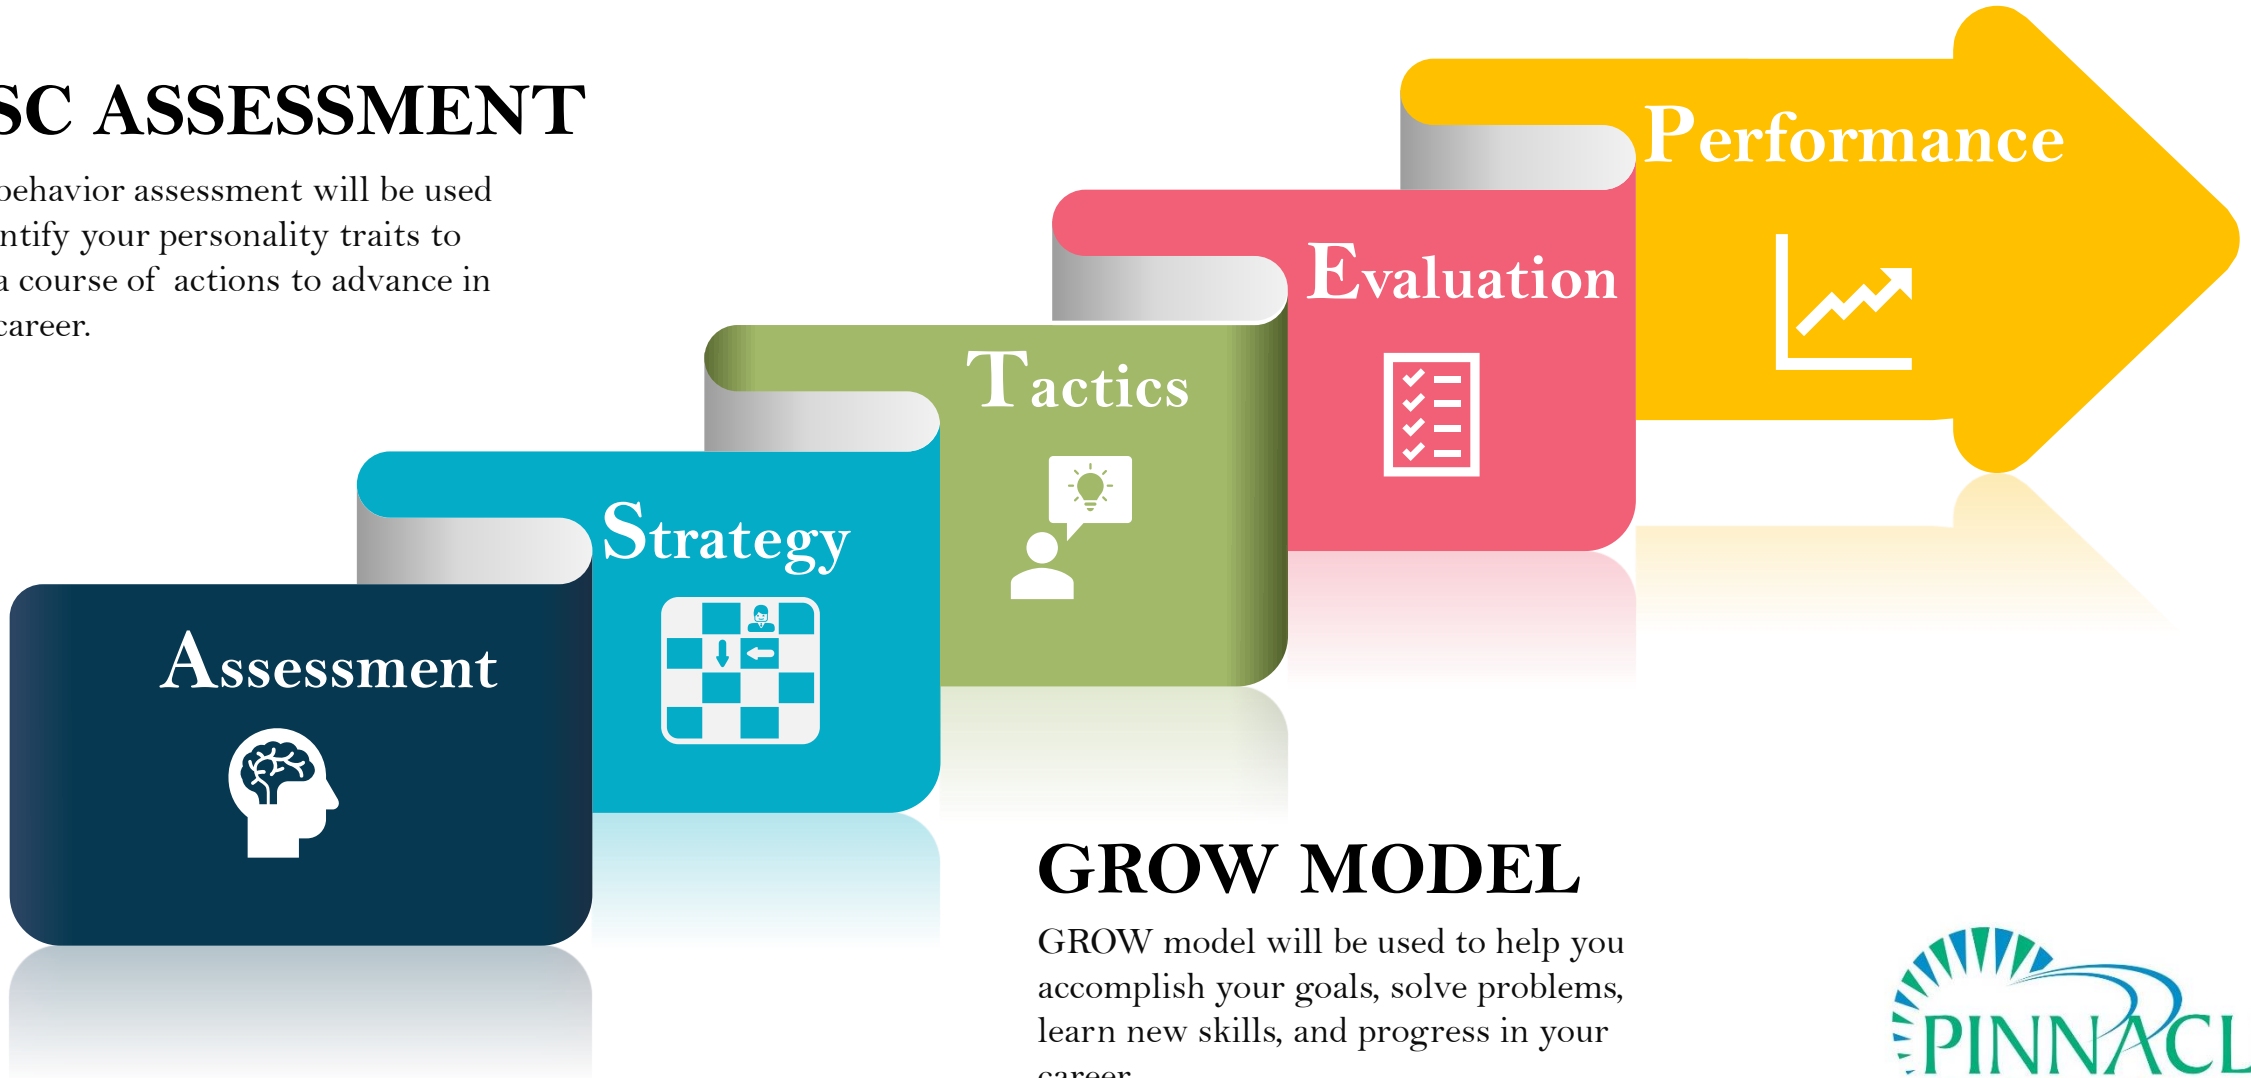 SC ASSESSMENT
behavior assessment will be used
ntify your personality traits to
a course of actions to advance in
career.
Performance
Evaluation
Tactics
Strategy
Assessment
GROW MODEL
GROW model will be used to help you
accomplish your goals, solve problems,
learn new skills, and progress in your
career
PINNACL